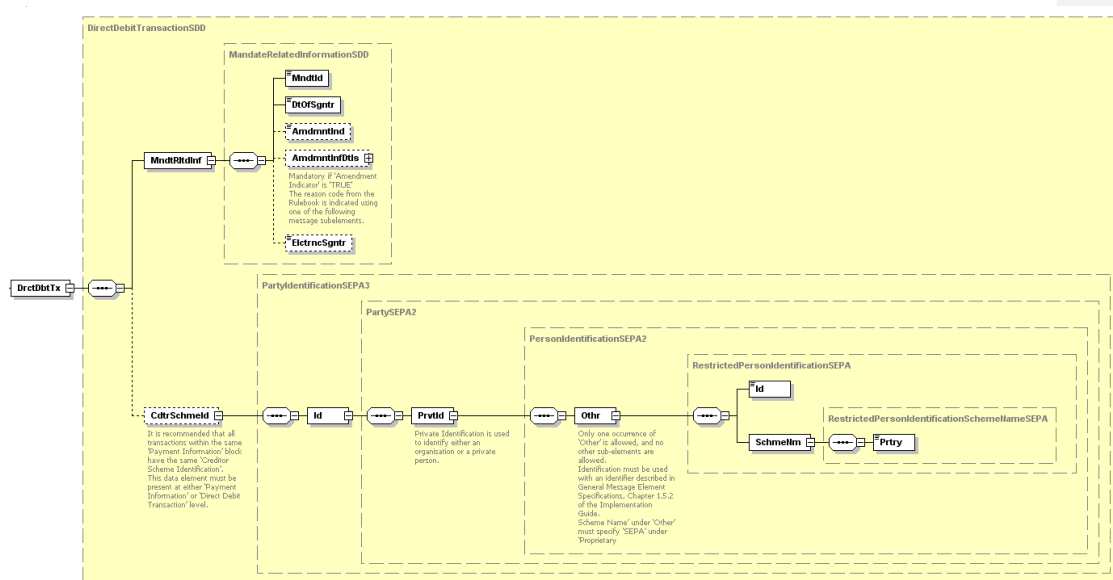 DirectDebitTransactionSDD
MandateRelatedInformationSDD
MndtId
DtOfSgntr
AmdmntInd
MndtRltdInf
AmdmntInfDtls
Mandatory if 'Amendment
Indicator' is 'TRUE'
The reason code from the
Rulebook is indicated using
one of the following
message subelements.
ElctrncSgntr
DrctDbtTx
PartyIdentificationSEPA3
PartySEPA2
PersonIdentificationSEPA2
RestrictedPersonIdentificationSEPA
Id
RestrictedPersonIdentificationSchemeNameSEPA
CdtrSchmeId
Id
PrvtId
Othr
SchmeNm
Prtry
It is recommended that all
transactions within the same
'Payment Information' block
have the same 'Creditor
Scheme Identification'.
This data element must be
present at either 'Payment
Information' or 'Direct Debit
Transaction' level.
Private Identification is used
to identify either an
organisation or a private
person.
Only one occurrence of
'Other' is allowed, and no
other sub-elements are
allowed.
Identification must be used
with an identifier described in
General Message Element
Specifications, Chapter 1.5.2
of the Implementation
Guide.
Scheme Name' under 'Other'
must specify 'SEPA' under
'Proprietary